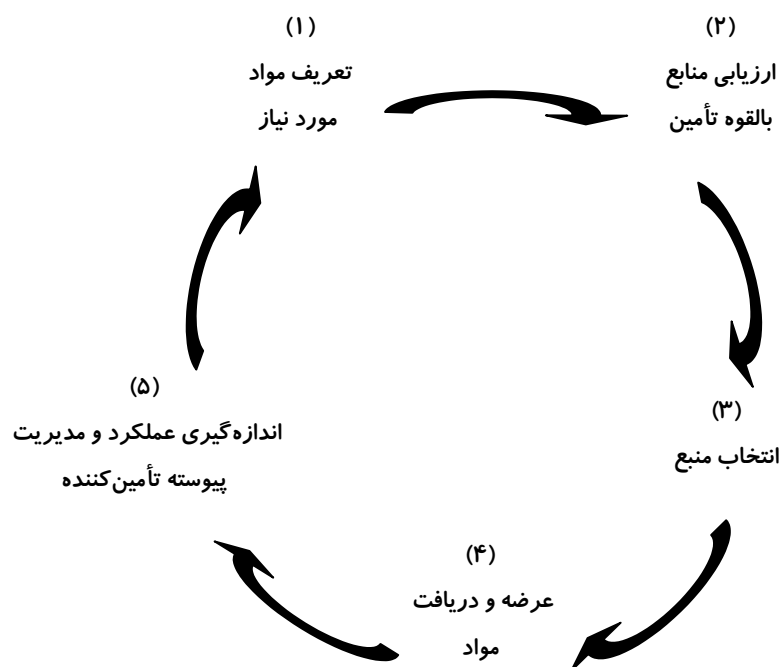 (۱)
تعریف مواد
مورد نیاز
(۲)
ارزیابی منابع
بالقوه تأمین
(۳)
انتخاب منبع
(۴)
عرضه و دریافت
مواد
(۵)
اندازه‌گیری عملکرد و مدیریت
پیوسته تأمین‌کننده